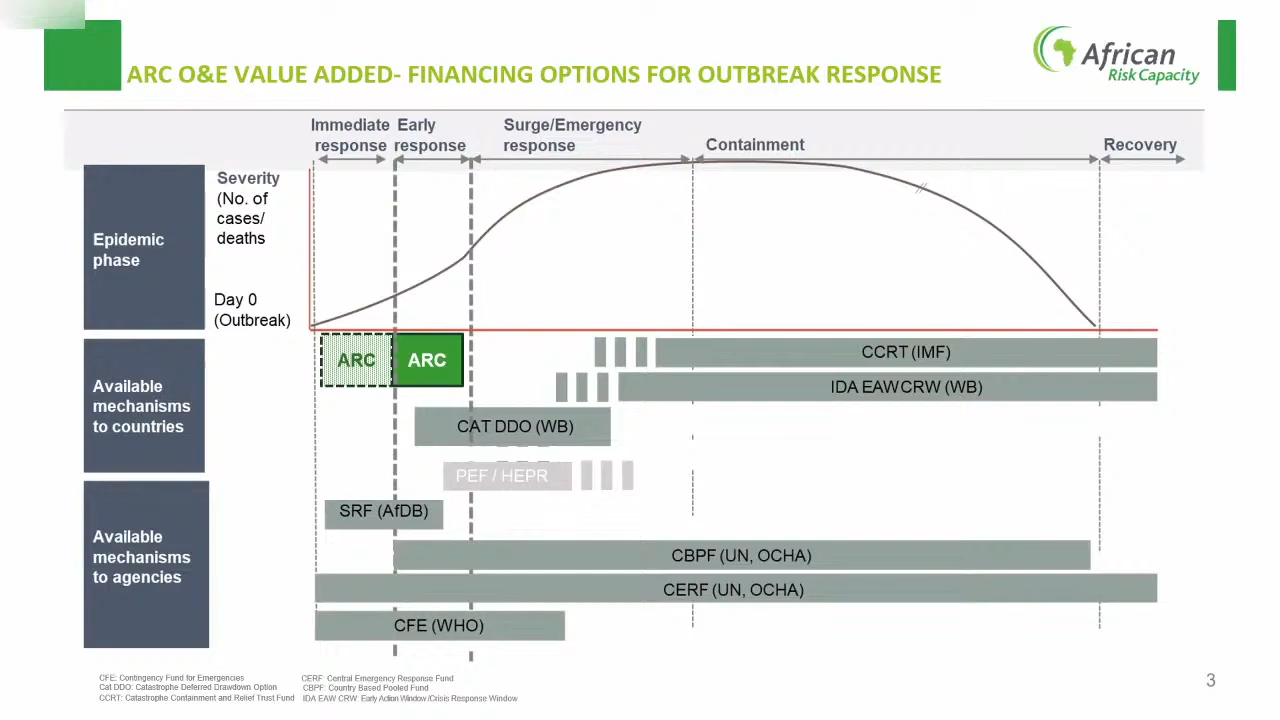 ARC O&E VALUE ADDED- FINANCING OPTIONS FOR OUTBREAK RESPONSE
African
Risk Capacity
Immediate response
Early response
Surge/Emergency response
Containment
Recovery
Epidemic
phase
Severity
(No. of
cases/
deaths
Day 0
(Outbreak)
Available
mechanisms
to countries
ARC
ARC
CCRT (IMF)
IDA EAW CRW (WB)
CAT DDO (WB)
PEF / HEPR
Available
mechanisms
to agencies
SRF (AfDB)
CBPF (UN, OCHA)
CERF (UN, OCHA)
CFE (WHO)
CFE: Contingency Fund for Emergencies
Cat DDO: Catastrophe Deferred Drawdown Option
CCRT: Catastrophe Containment and Relief Trust Fund
CERF: Central Emergency Response Fund
CBPF: Country Based Pooled Fund
IDA EAW CRW: Early Action Window /Crisis Response Window
3